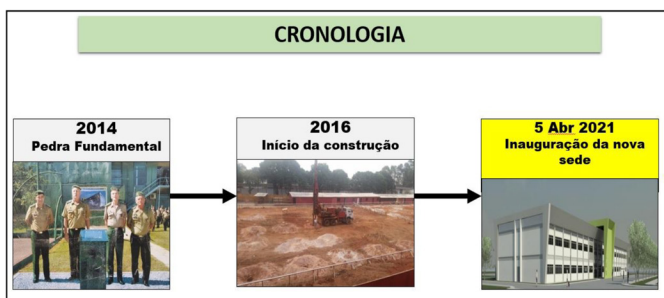 CRONOLOGIA
2014
Pedra Fundamental
2016
Início da construção
5 Abr 2021
Inauguração da nova
sede